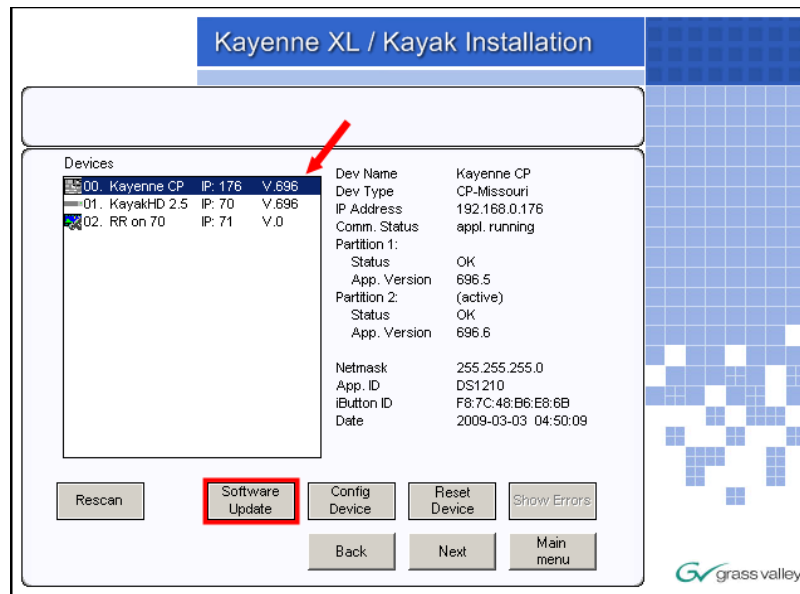 Kayenne XL / Kayak Installation
Devices
00. Kayenne CP IP: 176 V.696
01. KayakHD 2.5 IP: 70 V.696
02. RR on 70 IP: 71 V.0
Dev Name Kayenne CP
Dev Type CP-Missouri
IP Address 192.168.0.176
Comm. Status appl. running
Partition 1:
Status OK
App. Version 696.5
Partition 2: (active)
Status OK
App. Version 696.6
Netmask 255.255.255.0
App. ID DS1210
iButton ID F8:7C:48:B6:E8:6B
Date 2009-03-03 04:50:09
Rescan
Software
Update
Config
Device
Reset
Device
Show Errors
Back
Next
Main
menu
grass valley